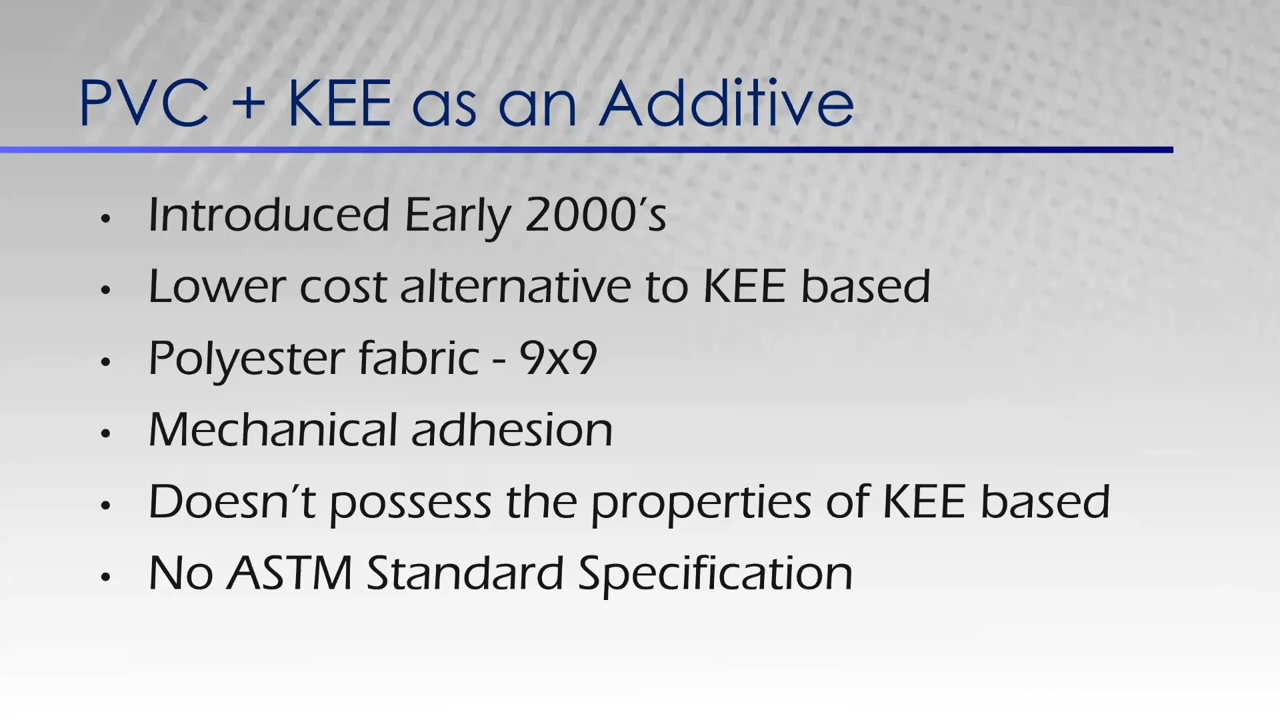 PVC + KEE as an Additive
• Introduced Early 2000’s
• Lower cost alternative to KEE based
• Polyester fabric - 9x9
• Mechanical adhesion
• Doesn’t possess the properties of KEE based
• No ASTM Standard Specification